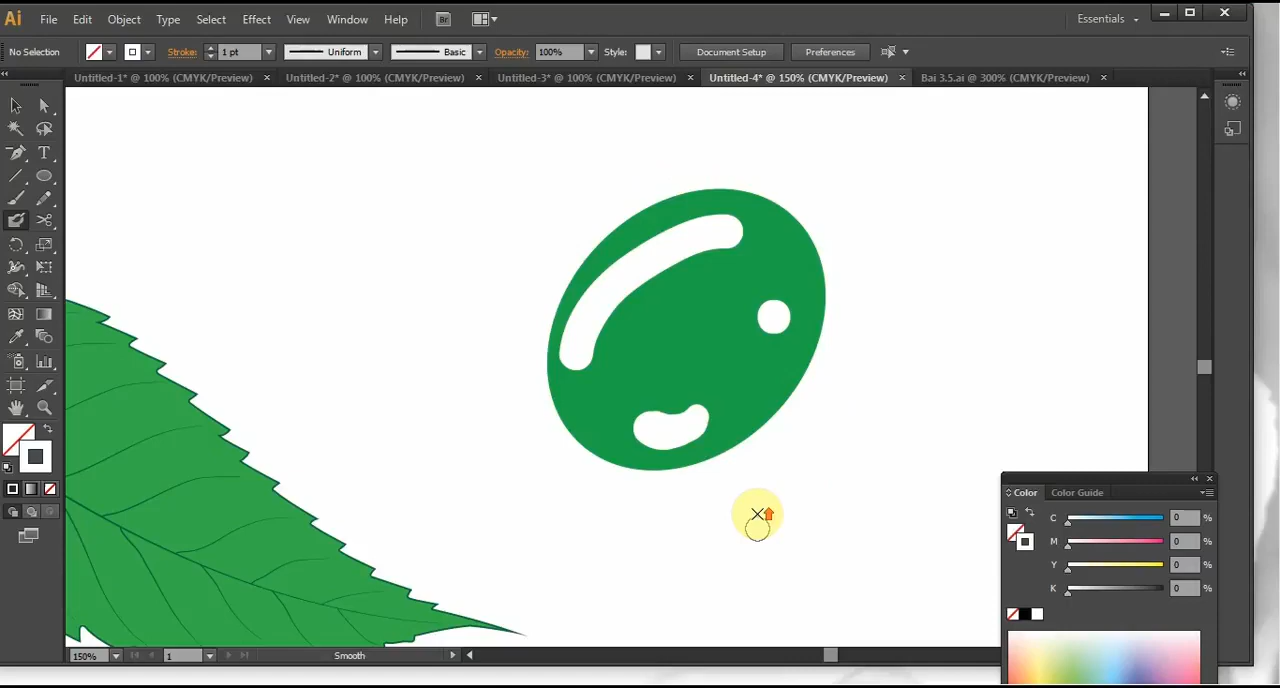 Ai File Edit Object Type Select Effect View Window Help Br Essentials
No Selection Stroke: 1 pt Uniform Basic Opacity: 100% Style: Document Setup Preferences
Untitled-1* @ 100% (CMYK/Preview) × Untitled-2* @ 100% (CMYK/Preview) × Untitled-3* @ 100% (CMYK/Preview) × Untitled-4* @ 150% (CMYK/Preview) × Bai 3.5.ai @ 300% (CMYK/Preview) ×
T
Color Color Guide
C 0 %
M 0 %
Y 0 %
K 0 %
150% 1 Smooth